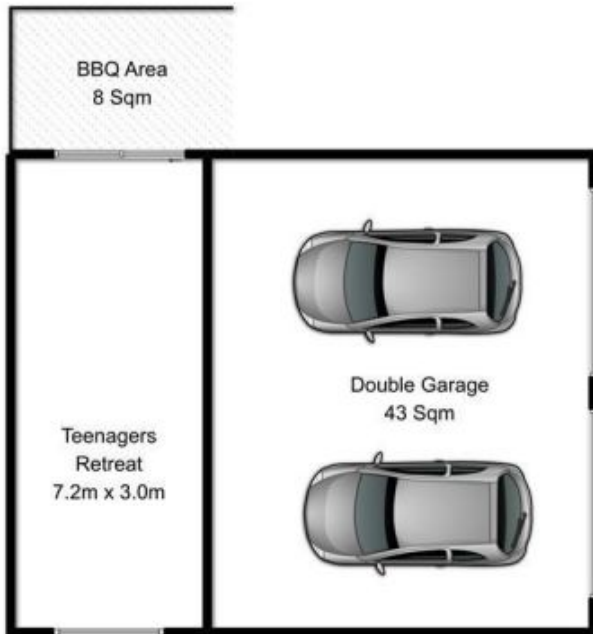 BBQ Area
8 Sqm
Double Garage
43 Sqm
Teenagers
Retreat
7.2m x 3.0m